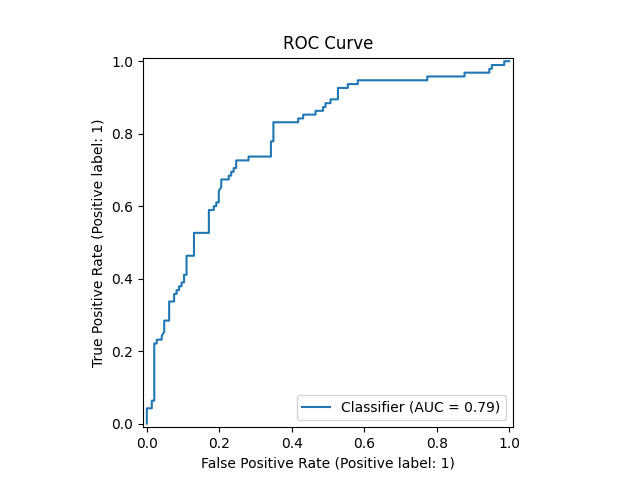 ROC Curve
True Positive Rate (Positive label: 1)
1.0
0.8
0.6
0.4
0.2
0.0
Classifier (AUC = 0.79)
0.0 0.2 0.4 0.6 0.8 1.0
False Positive Rate (Positive label: 1)